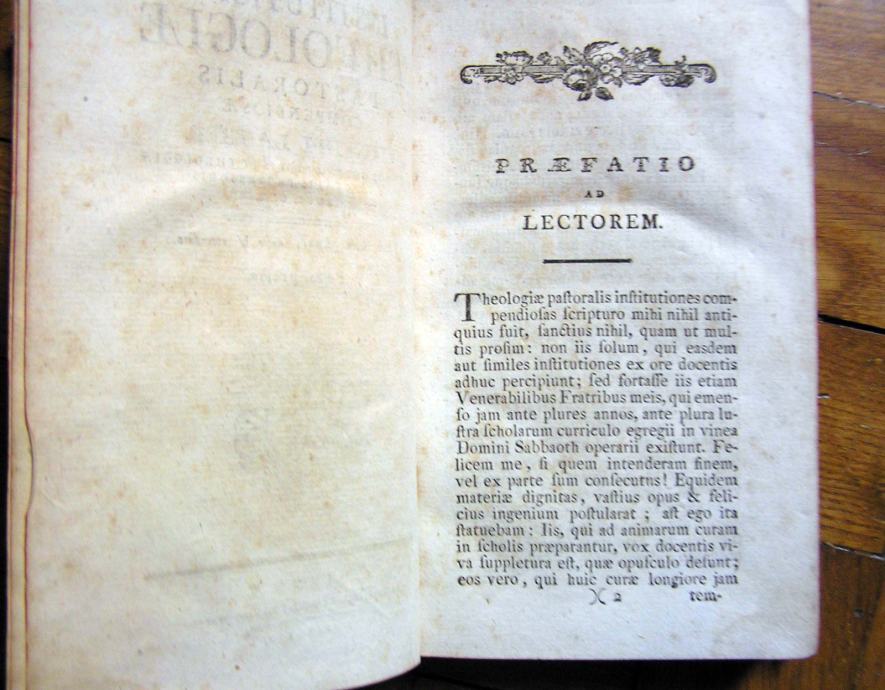 PRÆFATIO
AD
LECTOREM.
Theologiæ paſtoralis inſtitutiones com-
pendioſas ſcripturo mihi nihil anti-
quius fuit, ſanctius nihil, quam ut mul-
tis proſim: non iis ſolum, qui easdem
aut ſimiles inſtitutiones ex ore docentis
adhuc percipiunt; ſed fortaſſe iis etiam
Venerabilibus Fratribus meis, qui emen-
ſo jam ante plures annos, ante plura lu-
ſtra ſcholarum curriculo egregii in vinea
Domini Sabbaoth operarii exiſtunt. Fe-
licem me, ſi quem intenderam finem,
vel ex parte ſum conſecutus! Equidem
materiæ dignitas, vaſtius opus & feli-
cius ingenium poſtularat; aſt ego ita
ſtatuebam: Iis, qui ad animarum curam
in ſcholis præparantur, vox docentis vi-
va ſuppletura eſt, quæ opuſculo deſunt;
eos vero, qui huic curæ longiore jam
)( 2 tem-